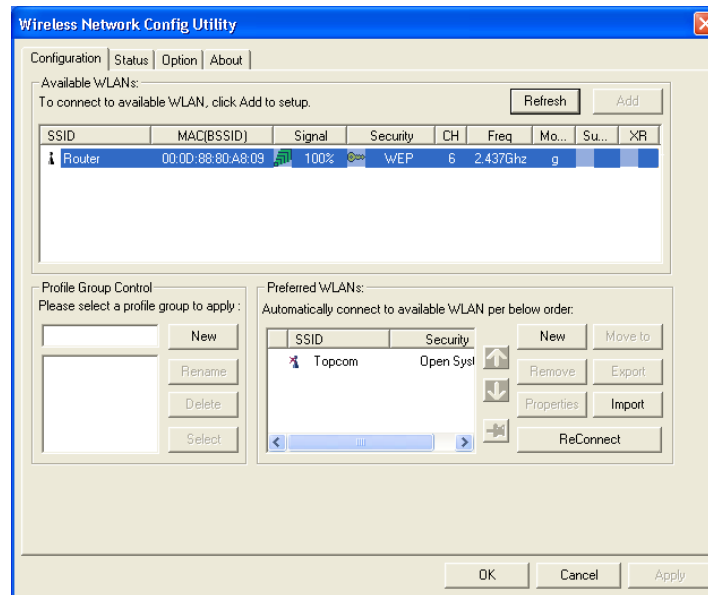 Wireless Network Config Utility
Configuration Status Option About
Available WLANs:
To connect to available WLAN, click Add to setup.
Refresh Add
SSID MAC(BSSID) Signal Security CH Freq Mo... Su... XR
Router 00:0D:88:80:A8:09 100% WEP 6 2.437Ghz g
Profile Group Control
Please select a profile group to apply :
New
Rename
Delete
Select
Preferred WLANs:
Automatically connect to available WLAN per below order:
SSID Security
Topcom Open Syst
New Move to
Remove Export
Properties Import
ReConnect
OK Cancel Apply